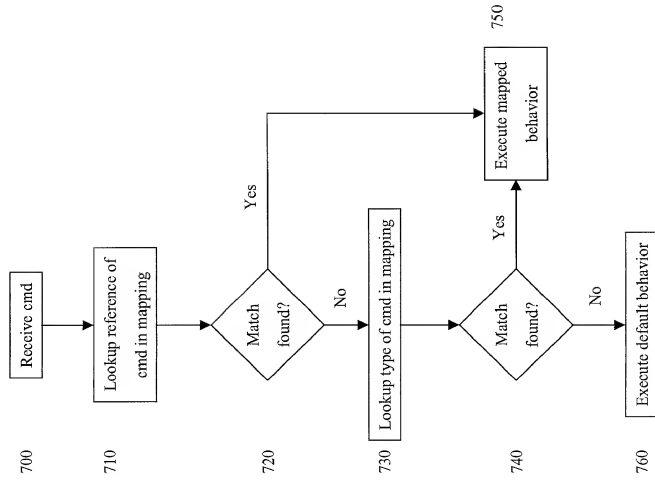 700
Receive cmd
710
Lookup reference of
cmd in mapping
720
Match
found?
Yes
No
730
Lookup type of cmd in mapping
740
Match
found?
Yes
No
750
Execute mapped
behavior
760
Execute default behavior